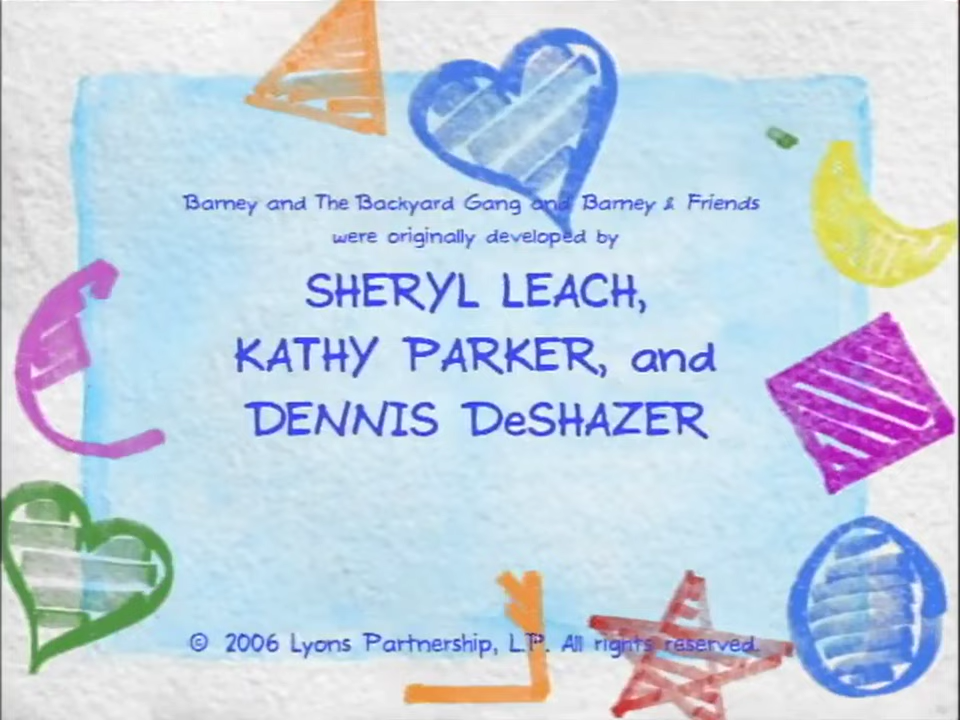 Barney and The Backyard Gang and Barney & Friends
were originally developed by
SHERYL LEACH,
KATHY PARKER, and
DENNIS DeSHAZER
© 2006 Lyons Partnership, L.P. All rights reserved.